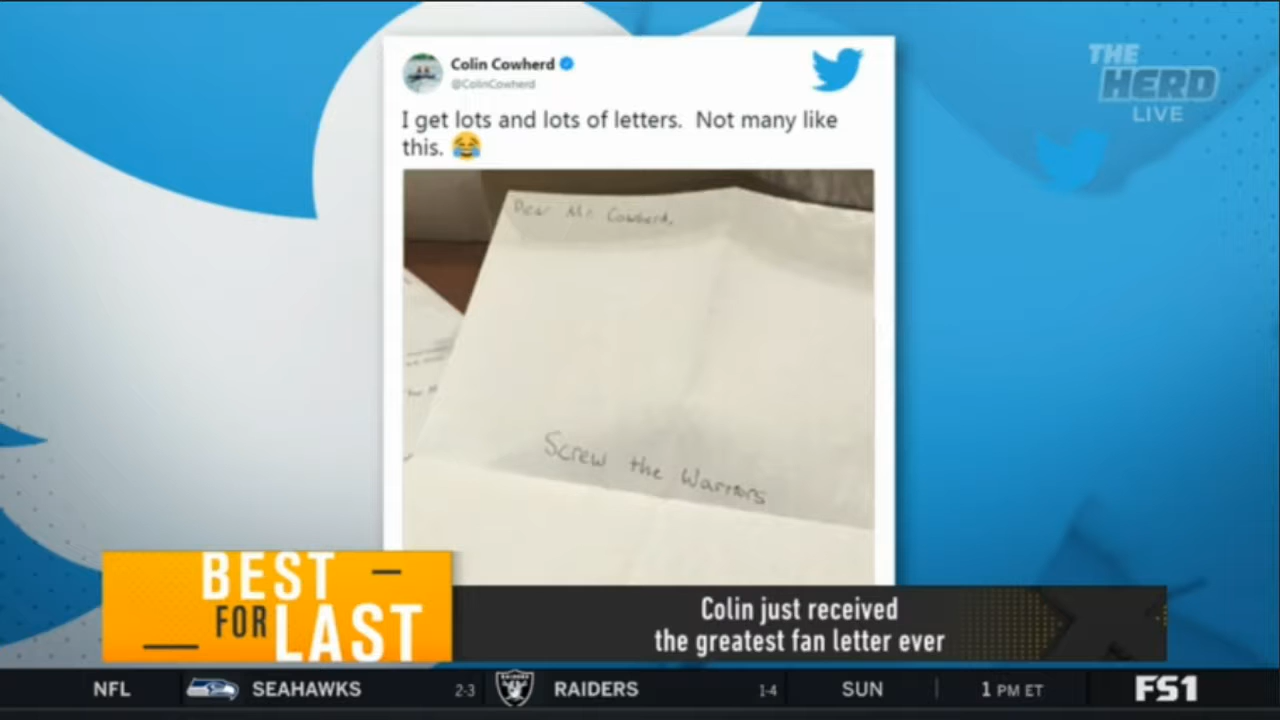 Colin Cowherd
@ColinCowherd
I get lots and lots of letters. Not many like
this. 😂
Dear Mr. Cowherd,
Screw the Warriors
THE
HERD
LIVE
BEST
FOR LAST
Colin just received
the greatest fan letter ever
NFL SEAHAWKS 2-3 RAIDERS RAIDERS 1-4 SUN 1 PM ET FS1